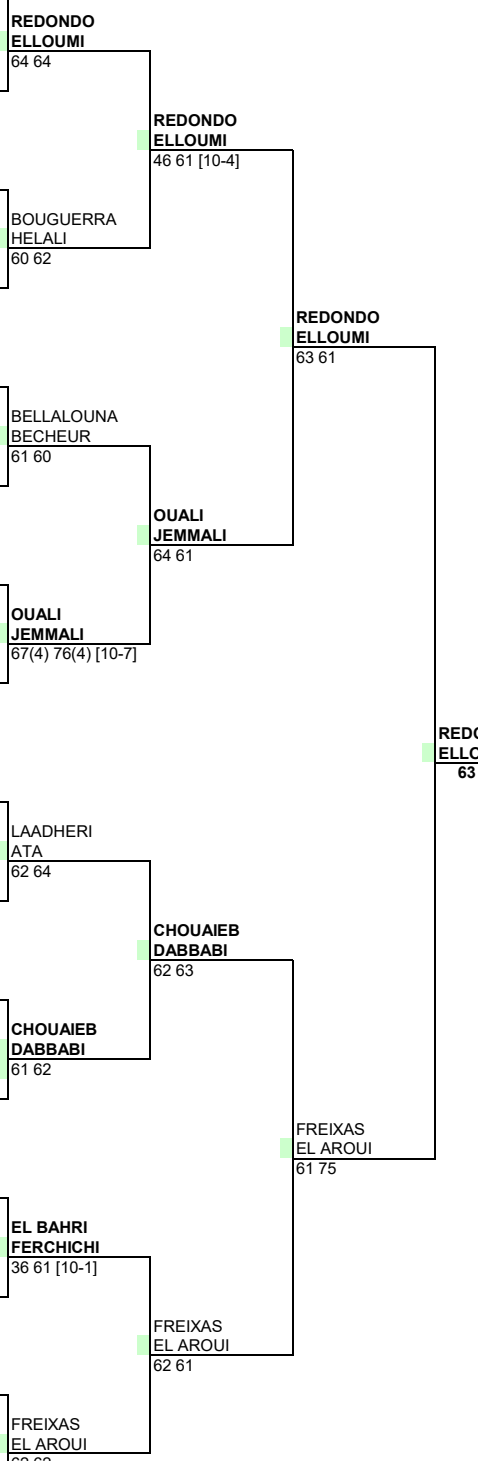 REDONDO
ELLOUMI
64 64
REDONDO
ELLOUMI
46 61 [10-4]
BOUGUERRA
HELALI
60 62
REDONDO
ELLOUMI
63 61
BELLALOUNA
BECHEUR
61 60
OUALI
JEMMALI
64 61
OUALI
JEMMALI
67(4) 76(4) [10-7]
REDO
ELLO
63
LAADHERI
ATA
62 64
CHOUAIEB
DABBABI
62 63
CHOUAIEB
DABBABI
61 62
FREIXAS
EL AROUI
61 75
EL BAHRI
FERCHICHI
36 61 [10-1]
FREIXAS
EL AROUI
62 61
FREIXAS
EL AROUI